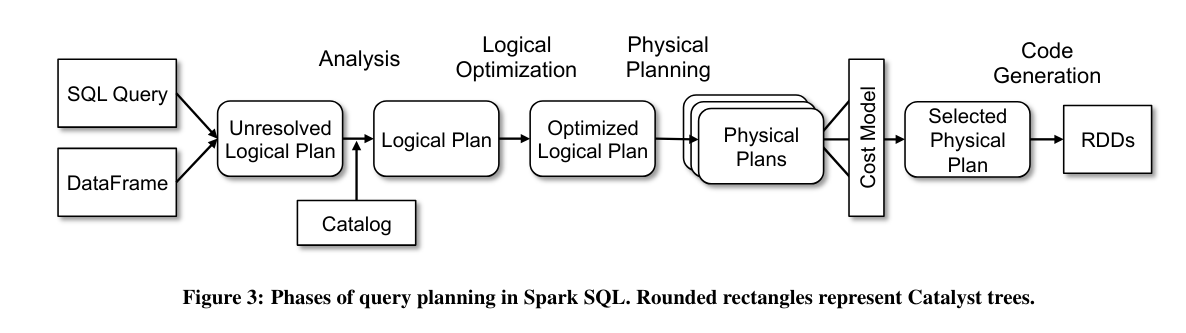 Analysis
Logical
Optimization
Physical
Planning
Code
Generation
SQL Query
DataFrame
Unresolved
Logical Plan
Catalog
Logical Plan
Optimized
Logical Plan
Physical
Plans
Cost Model
Selected
Physical
Plan
RDDs
Figure 3: Phases of query planning in Spark SQL. Rounded rectangles represent Catalyst trees.